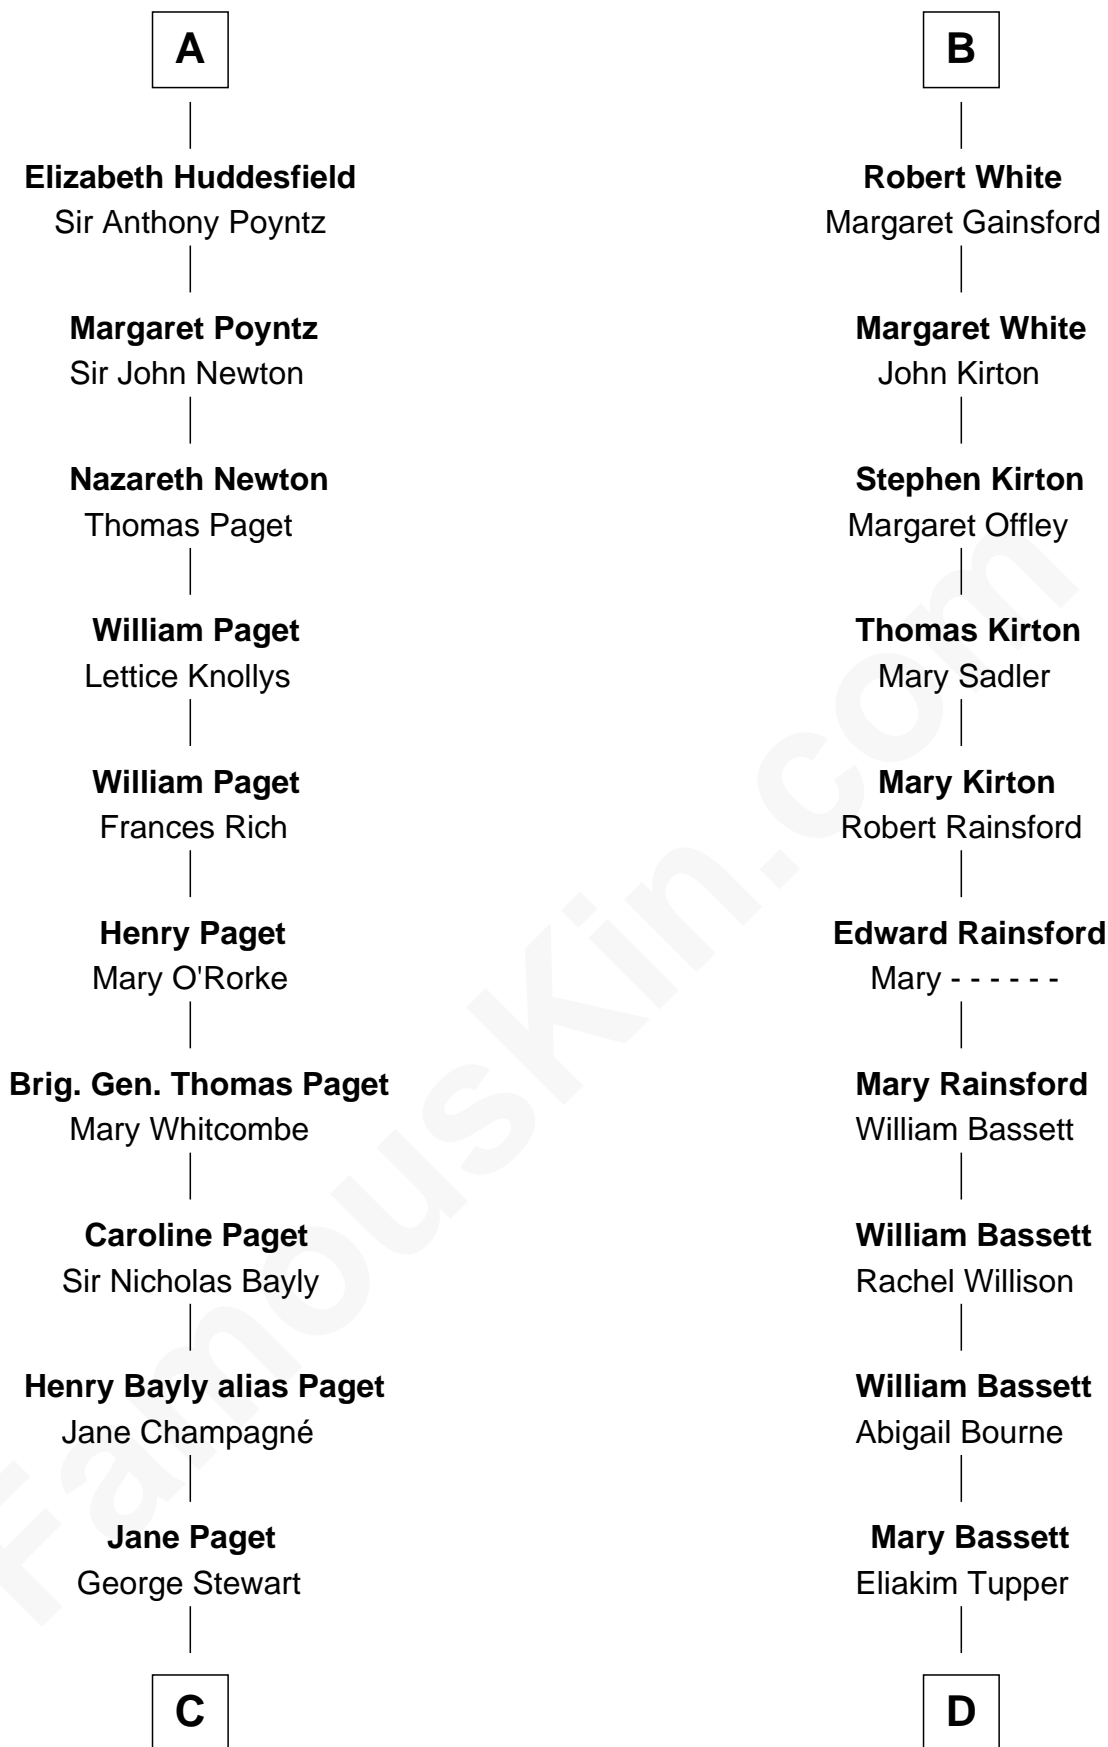 A
Elizabeth Huddesfield
Sir Anthony Poyntz
Margaret Poyntz
Sir John Newton
Nazareth Newton
Thomas Paget
William Paget
Lettice Knollys
William Paget
Frances Rich
Henry Paget
Mary O'Rorke
Brig. Gen. Thomas Paget
Mary Whitcombe
Caroline Paget
Sir Nicholas Bayly
Henry Bayly alias Paget
Jane Champagné
Jane Paget
George Stewart
C
B
Robert White
Margaret Gainsford
Margaret White
John Kirton
Stephen Kirton
Margaret Offley
Thomas Kirton
Mary Sadler
Mary Kirton
Robert Rainsford
Edward Rainsford
Mary - - - - - -
Mary Rainsford
William Bassett
William Bassett
Rachel Willison
William Bassett
Abigail Bourne
Mary Bassett
Eliakim Tupper
D
FamousKin.com